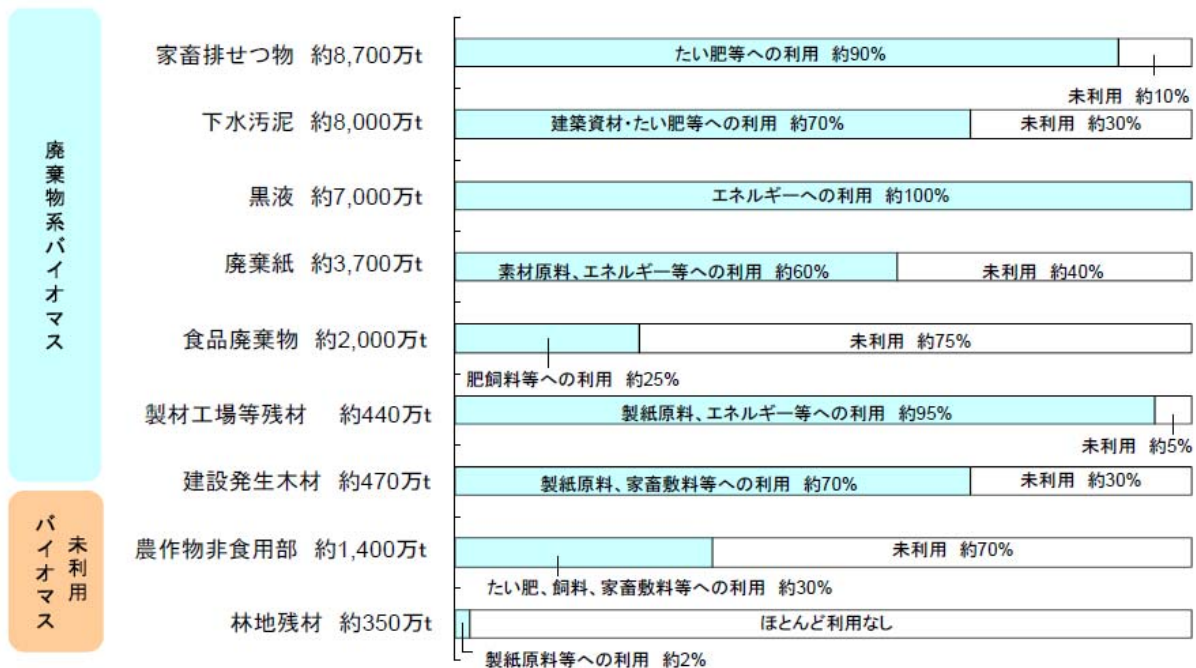 廃棄物系バイオマス
家畜排せつ物 約8,700万t
たい肥等への利用 約90%
未利用 約10%
下水汚泥 約8,000万t
建築資材・たい肥等への利用 約70%
未利用 約30%
黒液 約7,000万t
エネルギーへの利用 約100%
廃棄紙 約3,700万t
素材原料、エネルギー等への利用 約60%
未利用 約40%
食品廃棄物 約2,000万t
未利用 約75%
肥飼料等への利用 約25%
製材工場等残材 約440万t
製紙原料、エネルギー等への利用 約95%
未利用 約5%
建設発生木材 約470万t
製紙原料、家畜敷料等への利用 約70%
未利用 約30%
未利用
バイオマス
農作物非食用部 約1,400万t
未利用 約70%
たい肥、飼料、家畜敷料等への利用 約30%
林地残材 約350万t
ほとんど利用なし
製紙原料等への利用 約2%